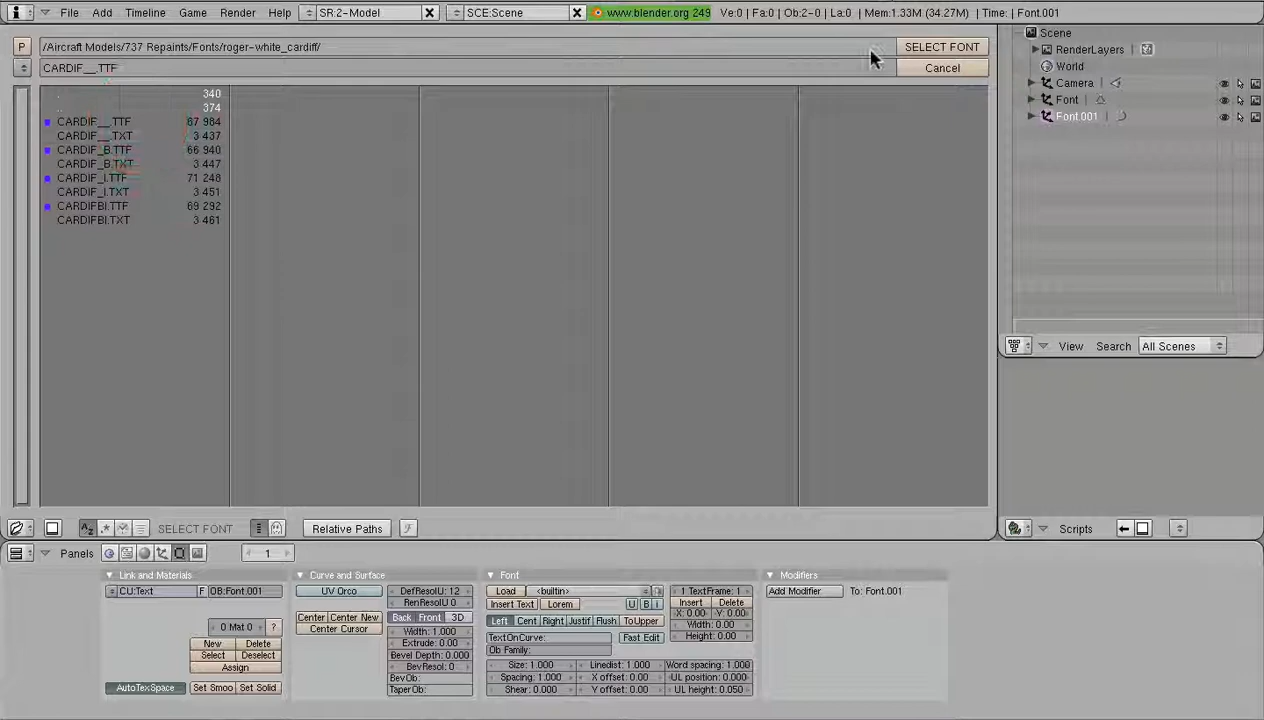 File Add Timeline Game Render Help SR:2-Model SCE:Scene www.blender.org 249 Ve:0 | Fa:0 | Ob:2-0 | La:0 | Mem:1.33M (34.27M) | Time: | Font.001
P /Aircraft Models/737 Repaints/Fonts/roger-white_cardiff/ SELECT FONT
CARDIF__.TTF Cancel
. 340
.. 374
CARDIF__.TTF 67 984
CARDIF__.TXT 3 437
CARDIF_B.TTF 66 940
CARDIF_B.TXT 3 447
CARDIF_I.TTF 71 248
CARDIF_I.TXT 3 451
CARDIFBI.TTF 69 292
CARDIFBI.TXT 3 461
Scene
RenderLayers
World
Camera
Font
Font.001
View Search All Scenes
SELECT FONT Relative Paths
Scripts
Panels 1
Link and Materials
CU:Text F OB:Font.001
0 Mat 0 ?
New Delete
Select Deselect
Assign
AutoTexSpace Set Smoo Set Solid
Curve and Surface
UV Orco
Center Center New
Center Cursor
DefResolU: 12
RenResolU 0
Back Front 3D
Width: 1.000
Extrude: 0.00
Bevel Depth: 0.000
BevResol: 0
BevOb:
TaperOb:
Font
Load <builtin>
Insert Text Lorem U B i
Left Cent Right Justif Flush ToUpper
TextOnCurve: Fast Edit
Ob Family:
Size: 1.000 Linedist: 1.000 Word spacing: 1.000
Spacing: 1.000 X offset: 0.00 UL position: 0.000
Shear: 0.000 Y offset: 0.00 UL height: 0.050
1 TextFrame: 1
Insert Delete
X: 0.00 Y: 0.00
Width: 0.00
Height: 0.00
Modifiers
Add Modifier To: Font.001